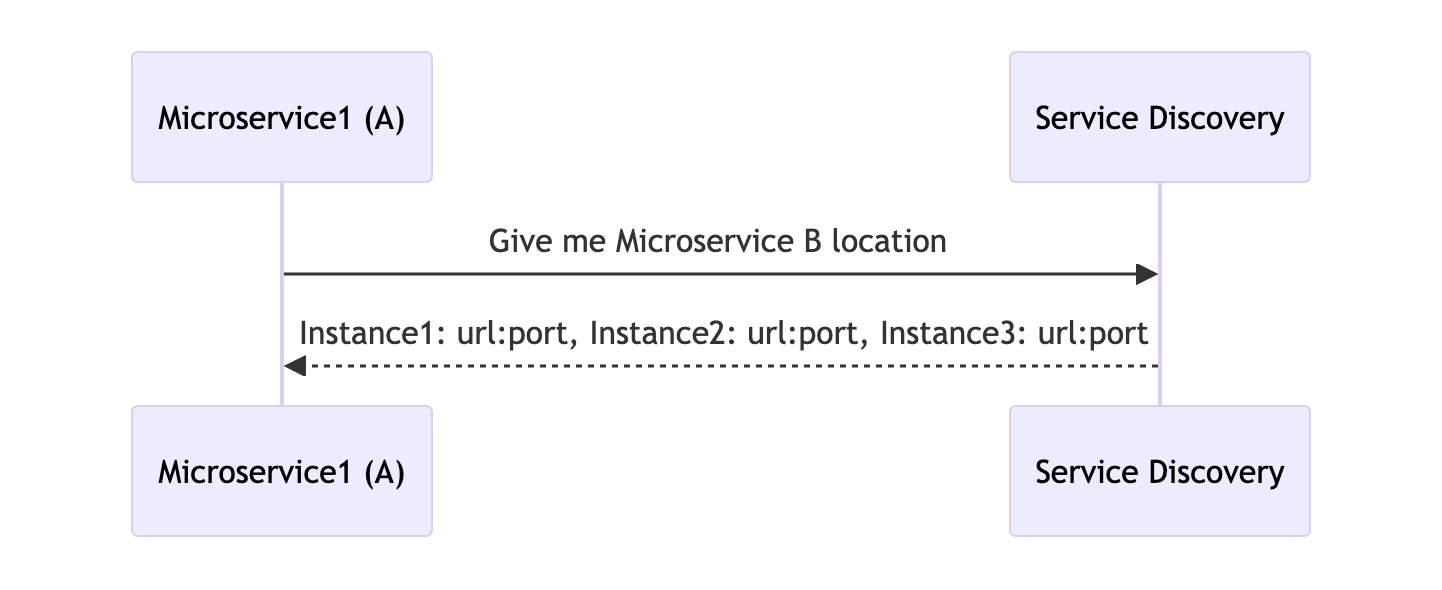 Microservice1 (A)
Service Discovery
Give me Microservice B location
Instance1: url:port, Instance2: url:port, Instance3: url:port
Microservice1 (A)
Service Discovery